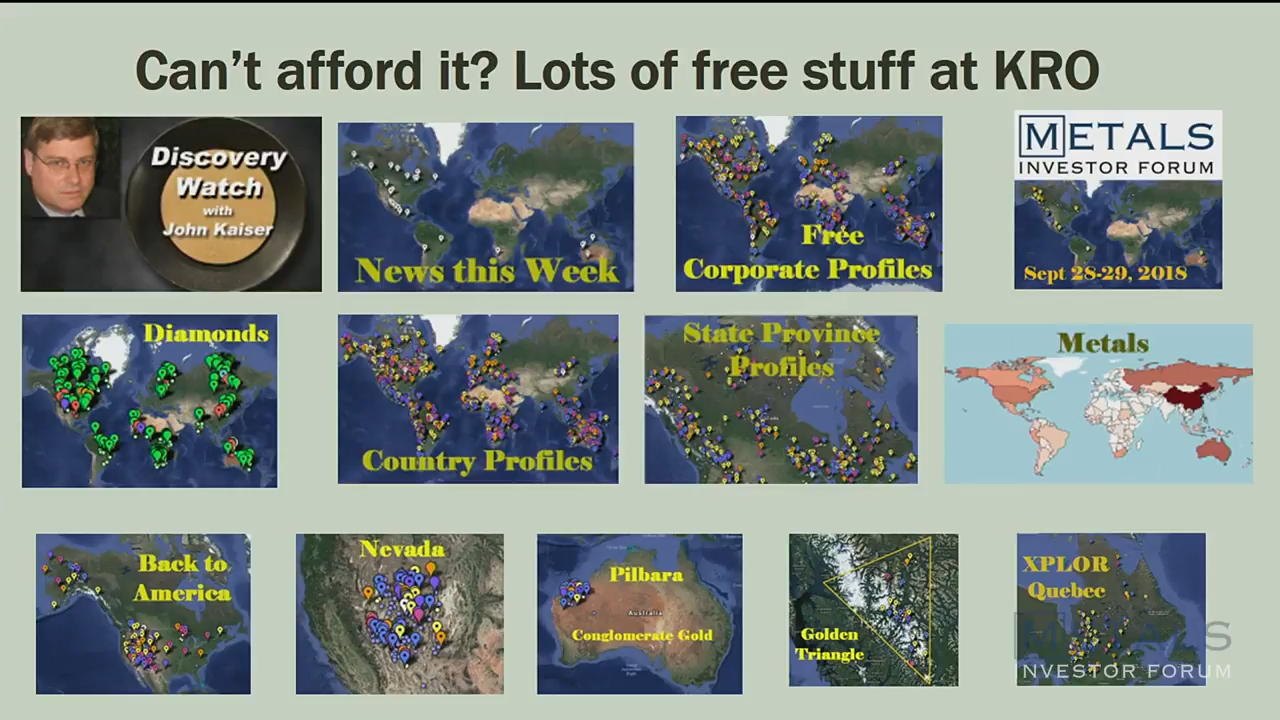 Can't afford it? Lots of free stuff at KRO
Discovery
Watch
with
John Kaiser
News this Week
Free
Corporate Profiles
METALS
INVESTOR FORUM
Sept 28-29, 2018
Diamonds
Country Profiles
State Province
Profiles
Metals
Back to
America
Nevada
Pilbara
Australia
Conglomerate Gold
Golden
Triangle
XPLOR
Quebec
METALS
INVESTOR FORUM